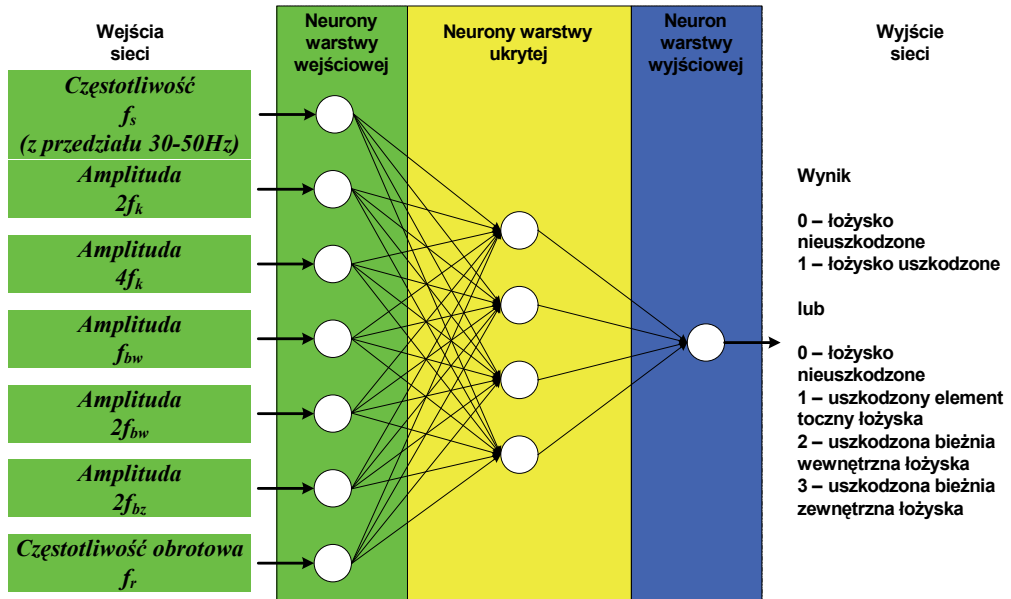 Wejścia
sieci
Neurony
warstwy
wejściowej
Neurony warstwy
ukrytej
Neuron
warstwy
wyjściowej
Wyjście
sieci
Częstotliwość
fs
(z przedziału 30-50Hz)
Amplituda
2fk
Amplituda
4fk
Amplituda
fbw
Amplituda
2fbw
Amplituda
2fbz
Częstotliwość obrotowa
fr
Wynik
0 – łożysko
nieuszkodzone
1 – łożysko uszkodzone
lub
0 – łożysko
nieuszkodzone
1 – uszkodzony element
toczny łożyska
2 – uszkodzona bieżnia
wewnętrzna łożyska
3 – uszkodzona bieżnia
zewnętrzna łożyska